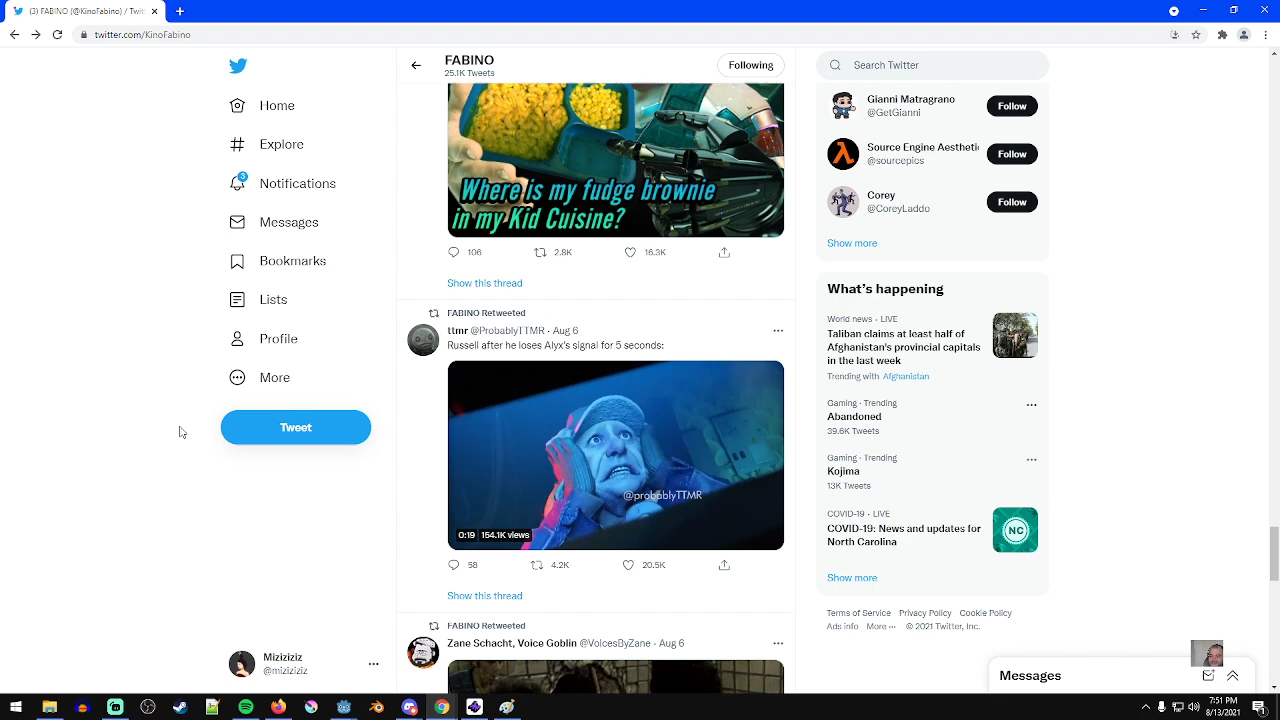 (3) FABINO (@KinoFabino) / Twit
twitter.com/KinoFabino
Home
Explore
3
Notifications
Messages
Bookmarks
Lists
Profile
More
Tweet
Miziziziz
@miziziziz
FABINO
25.1K Tweets
Following
Where is my fudge brownie
in my Kid Cuisine?
106 2.8K 16.3K
Show this thread
FABINO Retweeted
ttmr @ProbablyTTMR · Aug 6
Russell after he loses Alyx's signal for 5 seconds:
@probablyTTMR
0:19 154.1K views
58 4.2K 20.5K
Show this thread
FABINO Retweeted
Zane Schacht, Voice Goblin @VoicesByZane · Aug 6
Search Twitter
Gianni Matragrano
@GetGianni
Follow
Source Engine Aestheti
@sourcepics
Follow
Corey
@CoreyLaddo
Follow
Show more
What's happening
World news · LIVE
Taliban claims at least half of
Afghanistan's provincial capitals
in the last week
Trending with Afghanistan
Gaming · Trending
Abandoned
39.6K Tweets
Gaming · Trending
Kojima
13K Tweets
COVID-19 · LIVE
COVID-19: News and updates for
North Carolina
NC
Show more
Terms of Service Privacy Policy Cookie Policy
Ads info More ··· © 2021 Twitter, Inc.
Messages
7:51 PM
8/13/2021